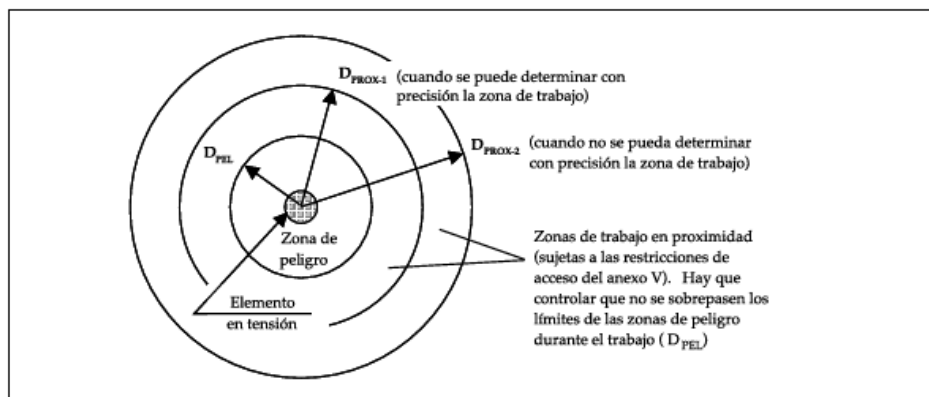 D_PROX-1 (cuando se puede determinar con
precisión la zona de trabajo)
D_PROX-2 (cuando no se pueda determinar
con precisión la zona de trabajo)
D_PEL
Zona de
peligro
Elemento
en tensión
Zonas de trabajo en proximidad
(sujetas a las restricciones de
acceso del anexo V). Hay que
controlar que no se sobrepasen los
límites de las zonas de peligro
durante el trabajo ( D_PEL)